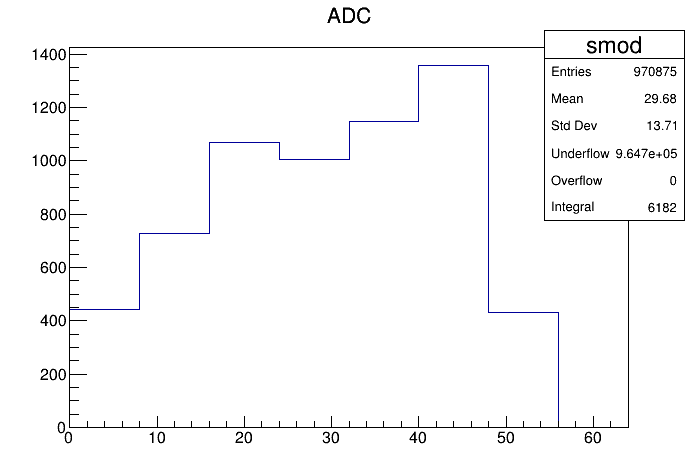 ADC
smod
Entries 970875
Mean 29.68
Std Dev 13.71
Underflow 9.647e+05
Overflow 0
Integral 6182
1400
1200
1000
800
600
400
200
0
0 10 20 30 40 50 60